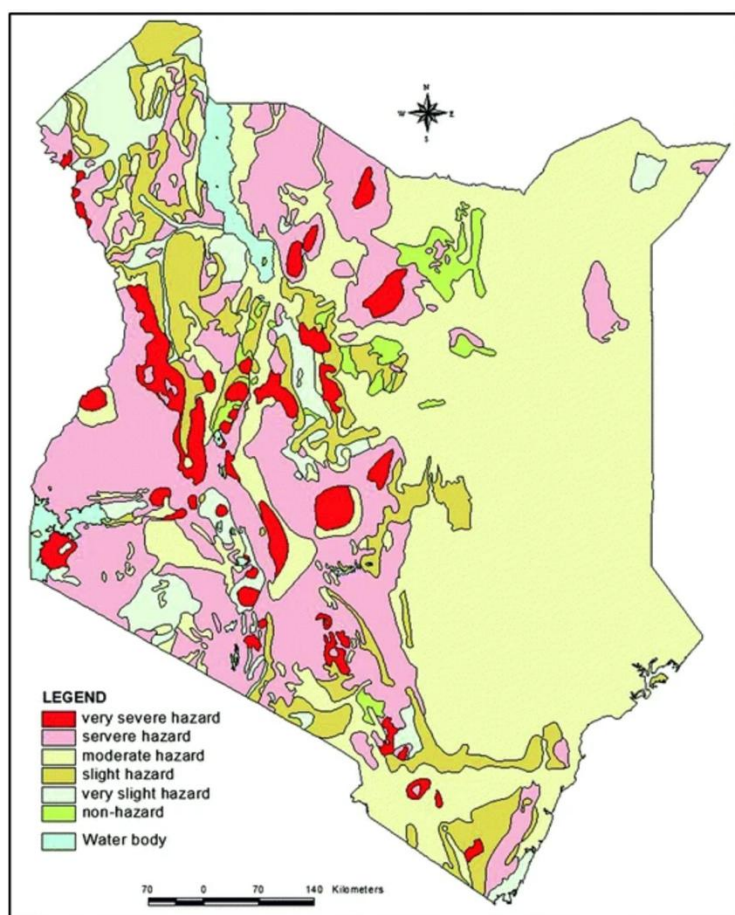 N
W E
S
LEGEND
very severe hazard
servere hazard
moderate hazard
slight hazard
very slight hazard
non-hazard
Water body
70 0 70 140 Kilometers